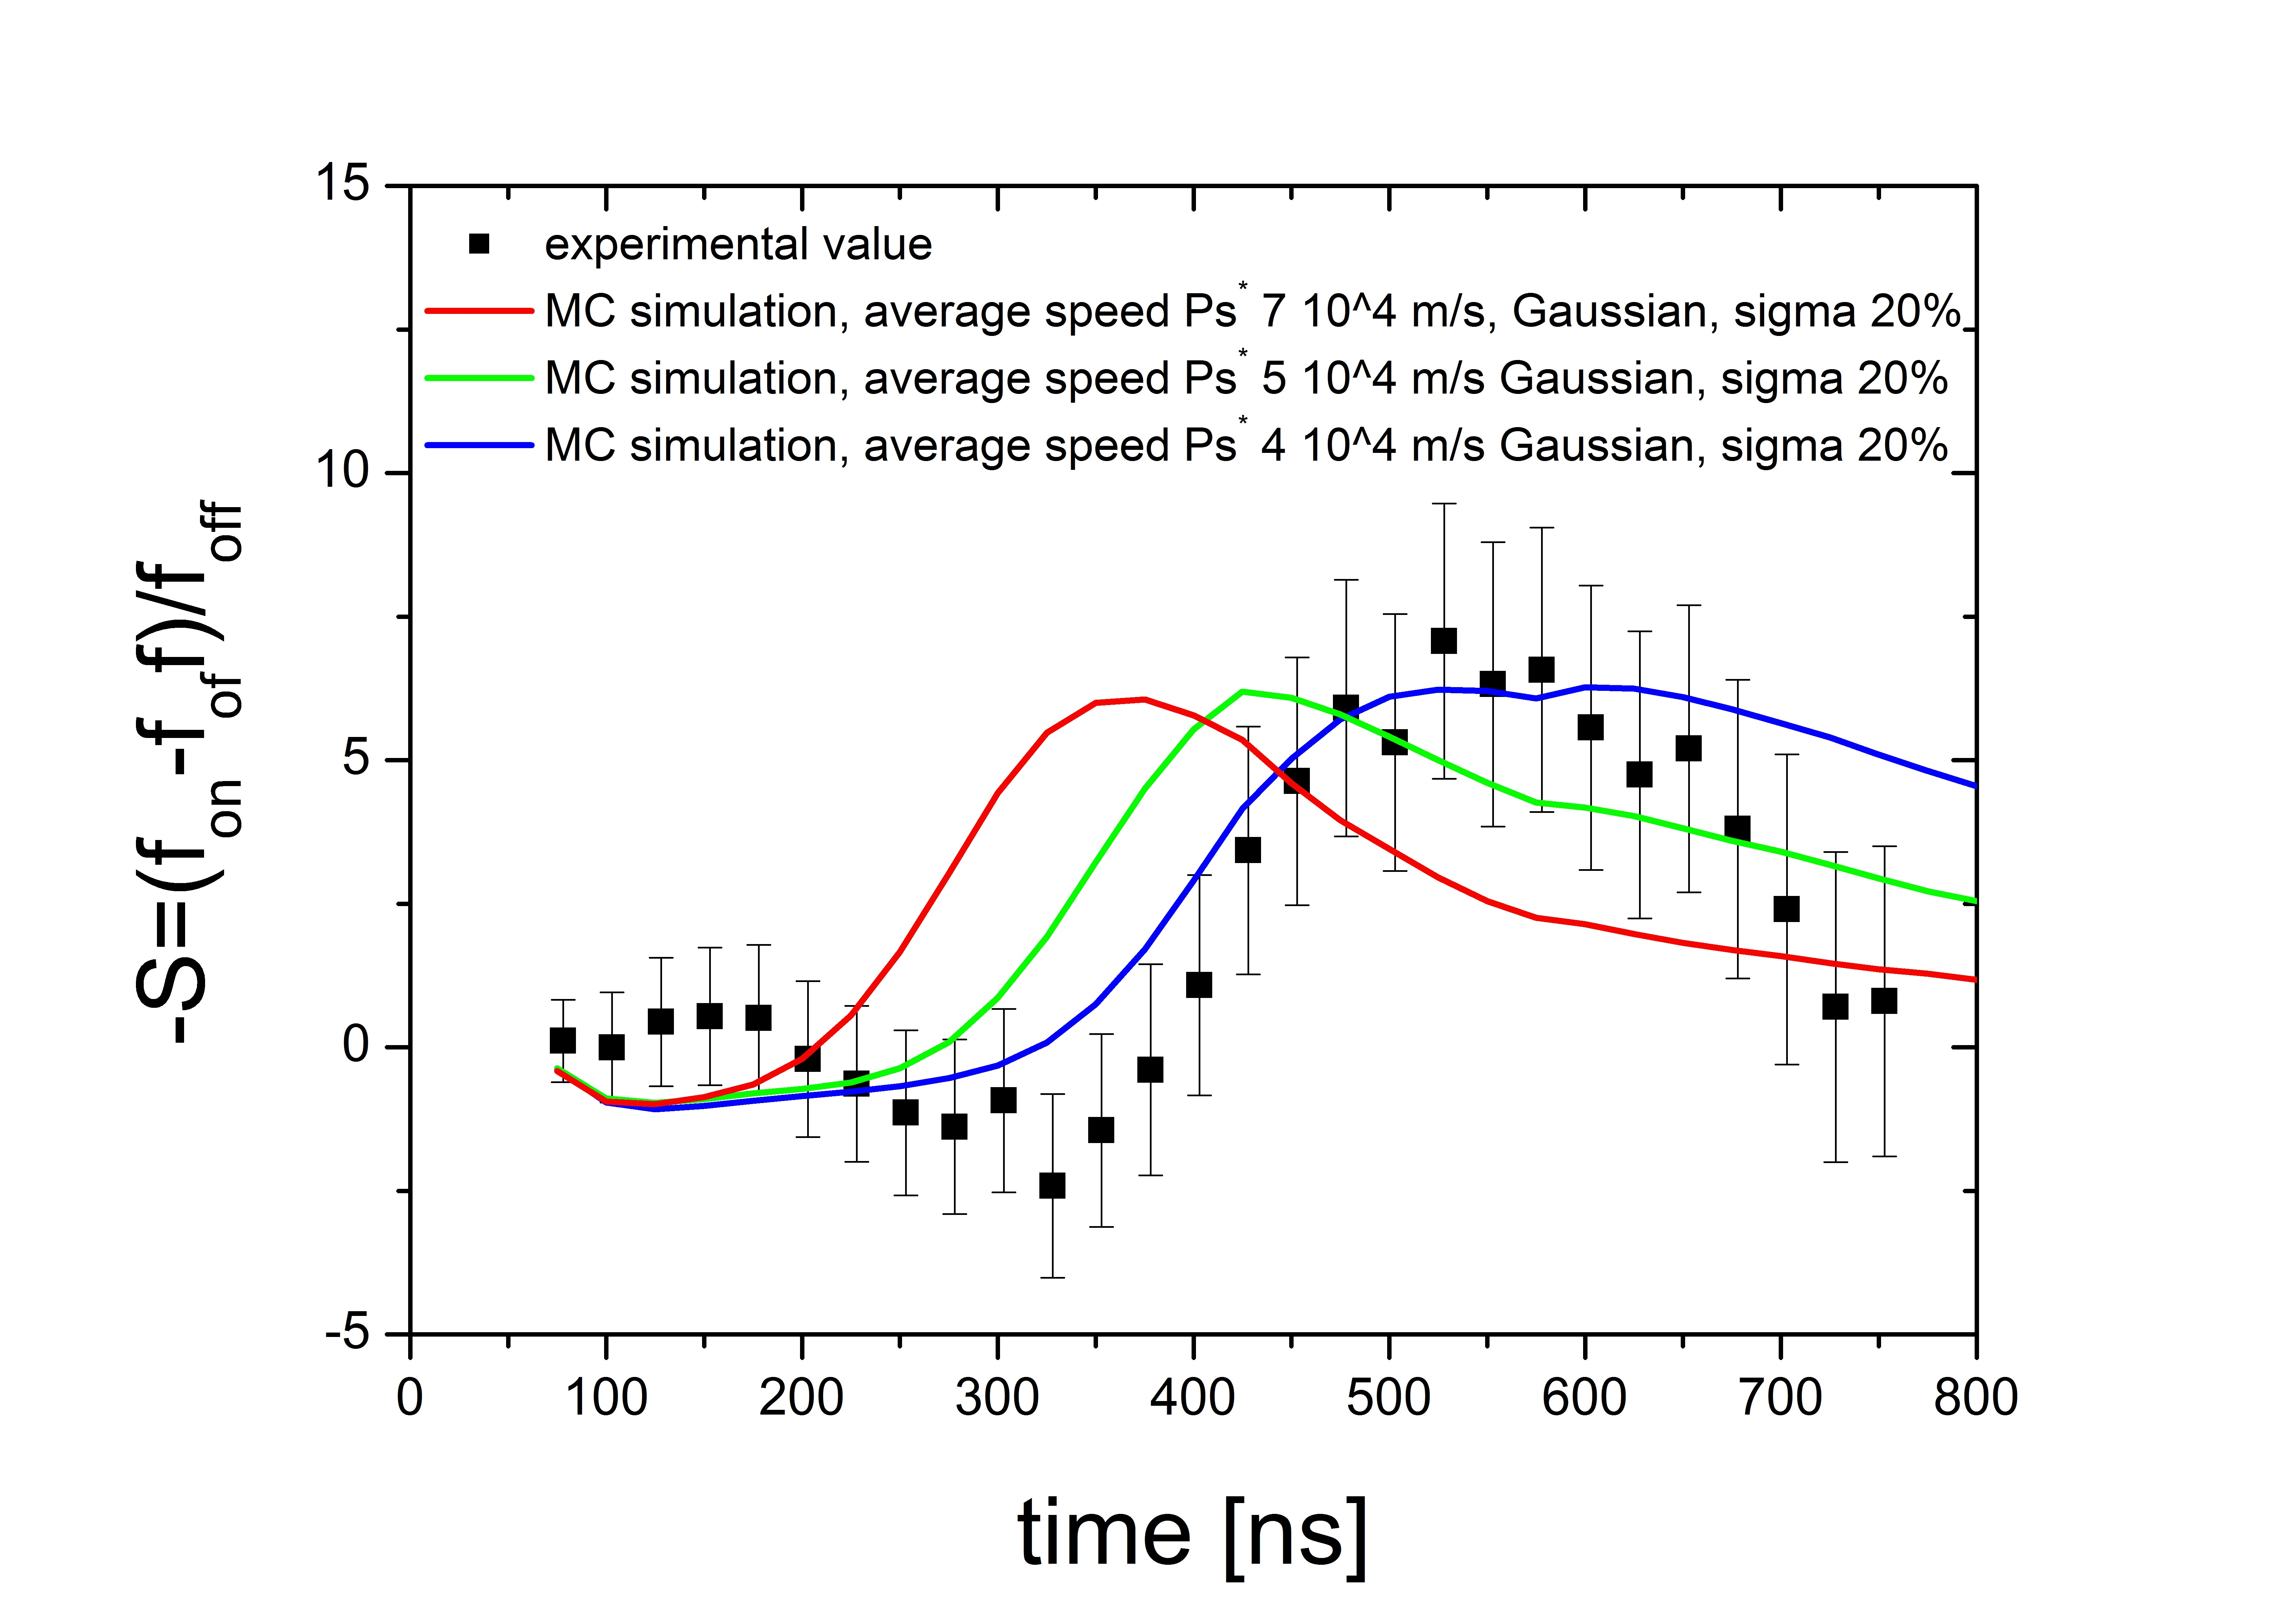 -S=(fon-foff)/foff
15
10
5
0
-5
experimental value
MC simulation, average speed Ps* 7 10^4 m/s, Gaussian, sigma 20%
MC simulation, average speed Ps* 5 10^4 m/s Gaussian, sigma 20%
MC simulation, average speed Ps* 4 10^4 m/s Gaussian, sigma 20%
0 100 200 300 400 500 600 700 800
time [ns]